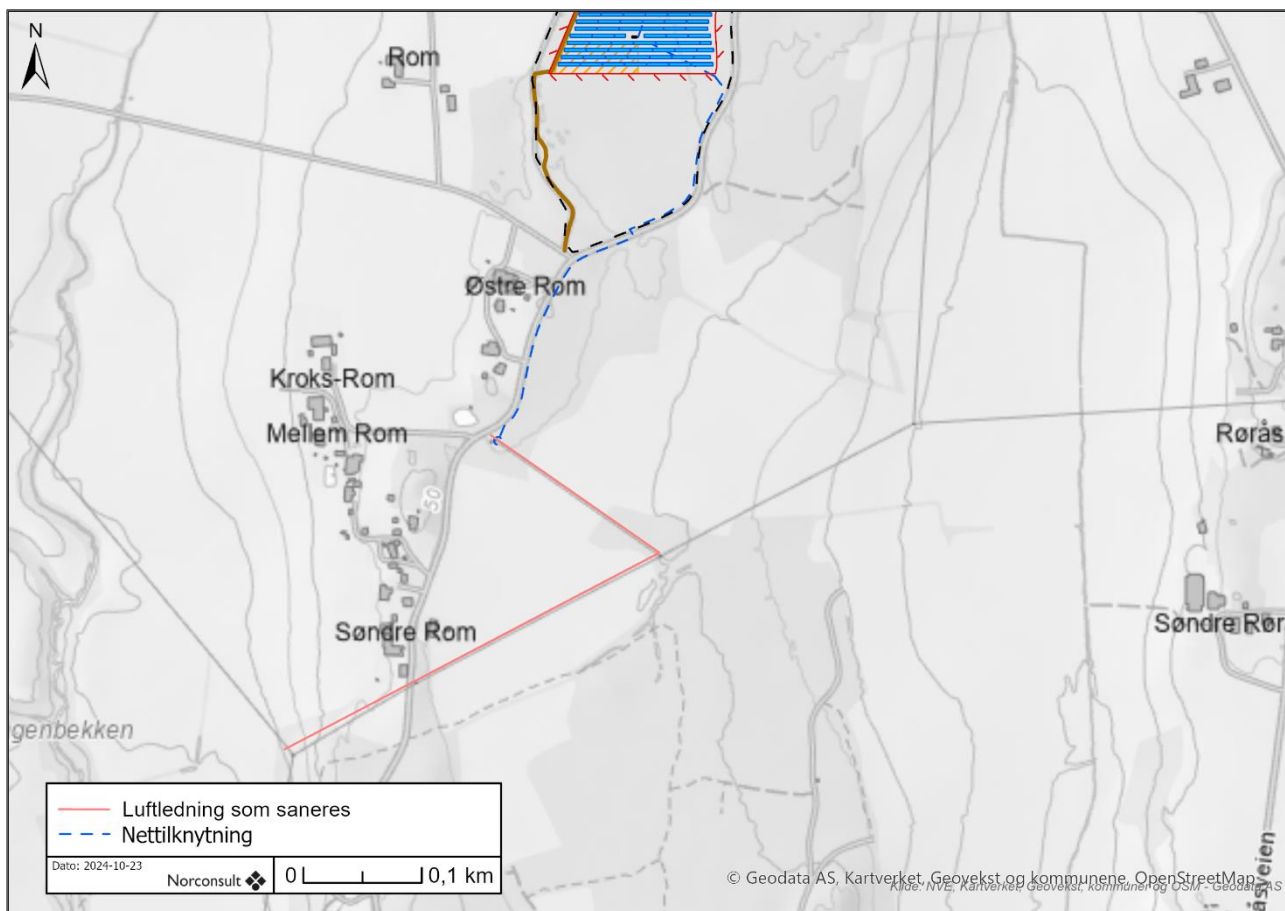 N
Rom
Østre Rom
Kroks-Rom
Mellem Rom
50
Røräs
Søndre Rom
Søndre Rør
genbekken
Luftledning som saneres
Nettilknytning
Dato: 2024-10-23
Norconsult
0
0,1 km
© Geodata AS, Kartverket, Geovekst og kommunene, OpenStreetMap
Kilde: NVE, Kartverket, Geovekst, kommuner og OSM - Geodata AS
åsveien